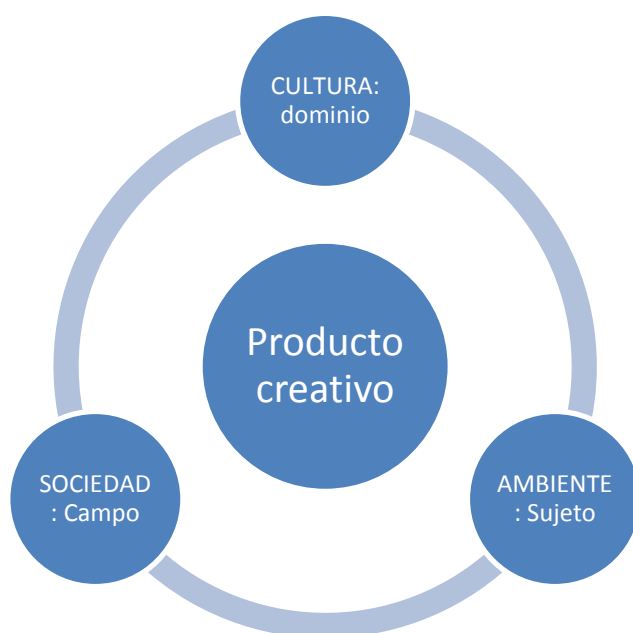 CULTURA:
dominio
Producto
creativo
SOCIEDAD
: Campo
AMBIENTE
: Sujeto